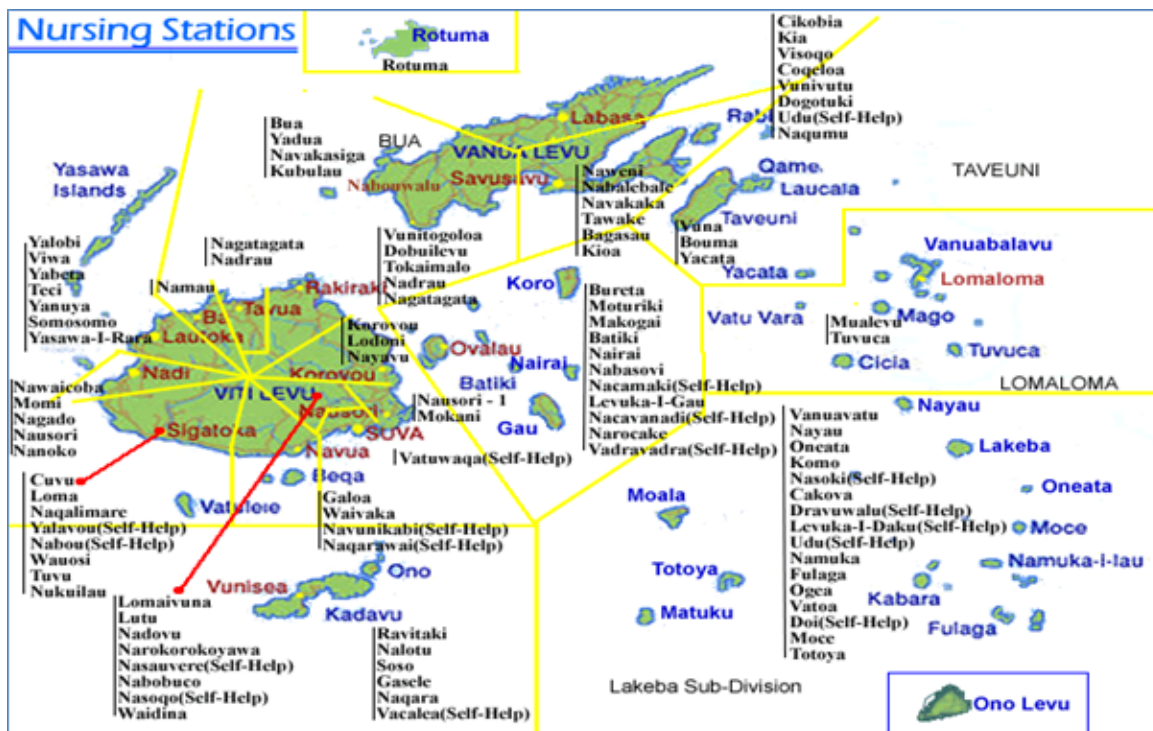 Nursing Stations
Rotuma
Rotuma
Cikobia
Kia
Visoqo
Coqeloa
Vunivutu
Dogotuki
Udu(Self-Help)
Naqumu
Bua
Yadua
Navakasiga
Kubulau
BUA
Labasa
Rabi
VANUA LEVU
Nabouwalu
Savusavu
Naweni
Nabalebale
Navakaka
Tawake
Bagasau
Kioa
Qame
Laucala
TAVEUNI
Taveuni
Vuna
Bouma
Yacata
Yasawa
Islands
Yalobi
Viwa
Yabeta
Teci
Yanuya
Somosomo
Yasawa-I-Rara
Nagatagata
Nadrau
Namau
Vunitogoloa
Dobuilevu
Tokaimalo
Nadrau
Nagatagata
Koro
Yacata
Vatu Vara
Vanuabalavu
Lomaloma
Mago
Mualevu
Tuvuca
Cicia
Tuvuca
LOMALOMA
Rakiraki
Ba
Tavua
Lautoka
Nadi
VITI LEVU
Korovou
Lodoni
Nayavu
Korovou
Nausori
Sigatoka
SUVA
Navua
Ovalau
Nairai
Batiki
Gau
Bureta
Moturiki
Makogai
Batiki
Nairai
Nabasovi
Nacamaki(Self-Help)
Levuka-I-Gau
Nacavanadi(Self-Help)
Narocake
Vadravadra(Self-Help)
Nausori - 1
Mokani
Vatuwaqa(Self-Help)
Nawaicoba
Momi
Nagado
Nausori
Nanoko
Cuvu
Loma
Naqalimare
Yalavou(Self-Help)
Nabou(Self-Help)
Wauosi
Tuvu
Nukuilau
Vatulele
Beqa
Galoa
Waivaka
Navunikabi(Self-Help)
Naqarawai(Self-Help)
Lomaivuna
Lutu
Nadovu
Narokorokoyawa
Nasauvere(Self-Help)
Nabobuco
Nasoqo(Self-Help)
Waidina
Vunisea
Ono
Kadavu
Ravitaki
Nalotu
Soso
Gasele
Naqara
Vacalea(Self-Help)
Moala
Totoya
Matuku
Lakeba Sub-Division
Vanuavatu
Nayau
Oneata
Komo
Nasoki(Self-Help)
Cakova
Dravuwalu(Self-Help)
Levuka-I-Daku(Self-Help)
Udu(Self-Help)
Namuka
Fulaga
Ogea
Vatoa
Doi(Self-Help)
Moce
Totoya
Nayau
Lakeba
Oneata
Moce
Namuka-i-lau
Kabara
Fulaga
Ono Levu